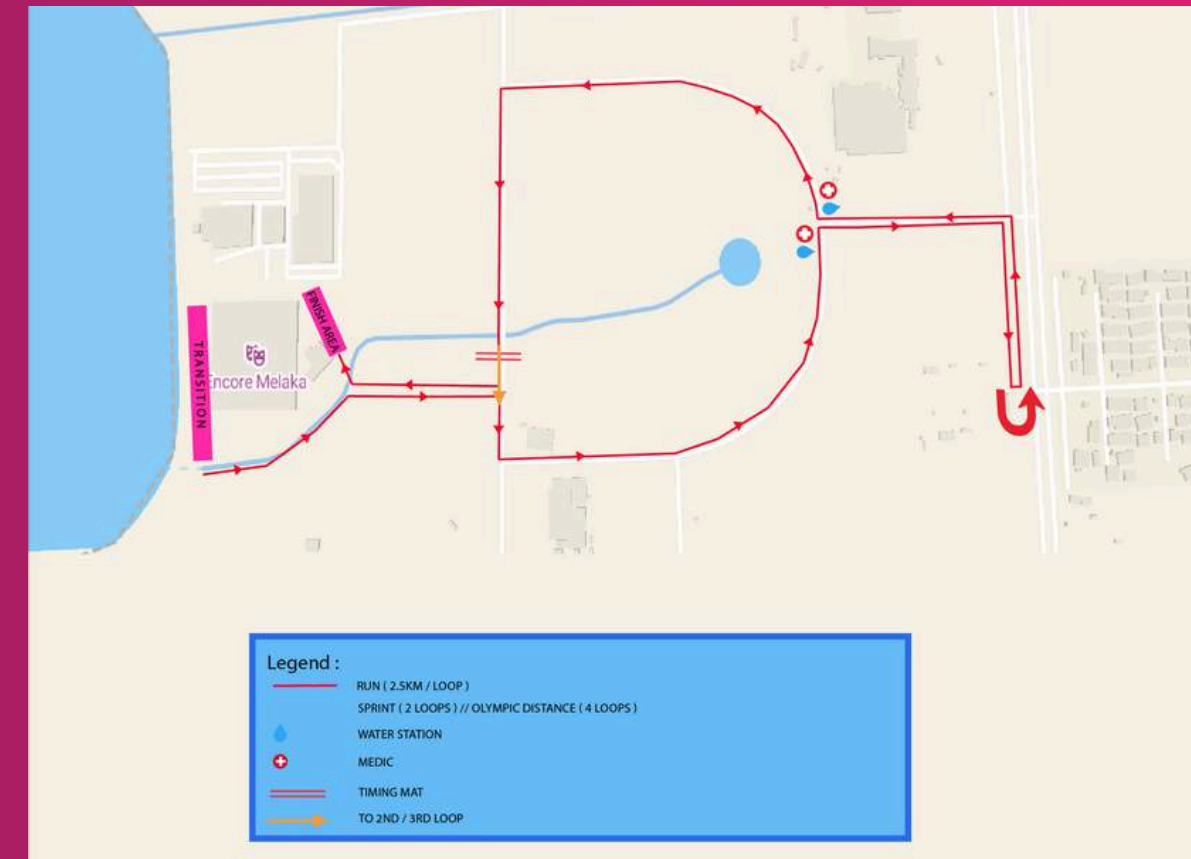 FINISH AREA
TRANSITION
Encore Melaka
Legend :
RUN ( 2.5KM / LOOP )
SPRINT ( 2 LOOPS ) // OLYMPIC DISTANCE ( 4 LOOPS )
WATER STATION
MEDIC
TIMING MAT
TO 2ND / 3RD LOOP